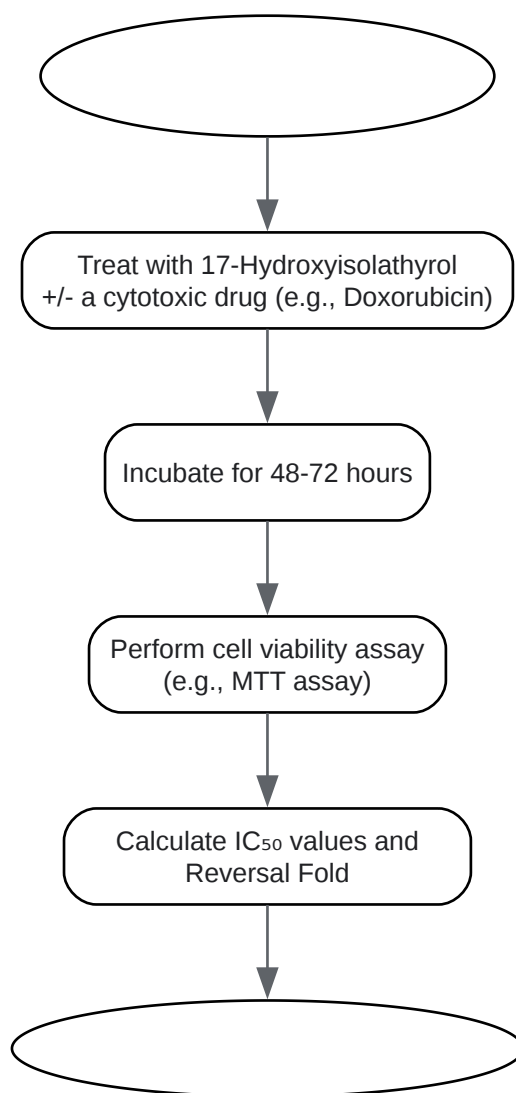 Treat with 17-Hydroxyisolathyrol
+/- a cytotoxic drug (e.g., Doxorubicin)
Incubate for 48-72 hours
Perform cell viability assay
(e.g., MTT assay)
Calculate IC₅₀ values and
Reversal Fold